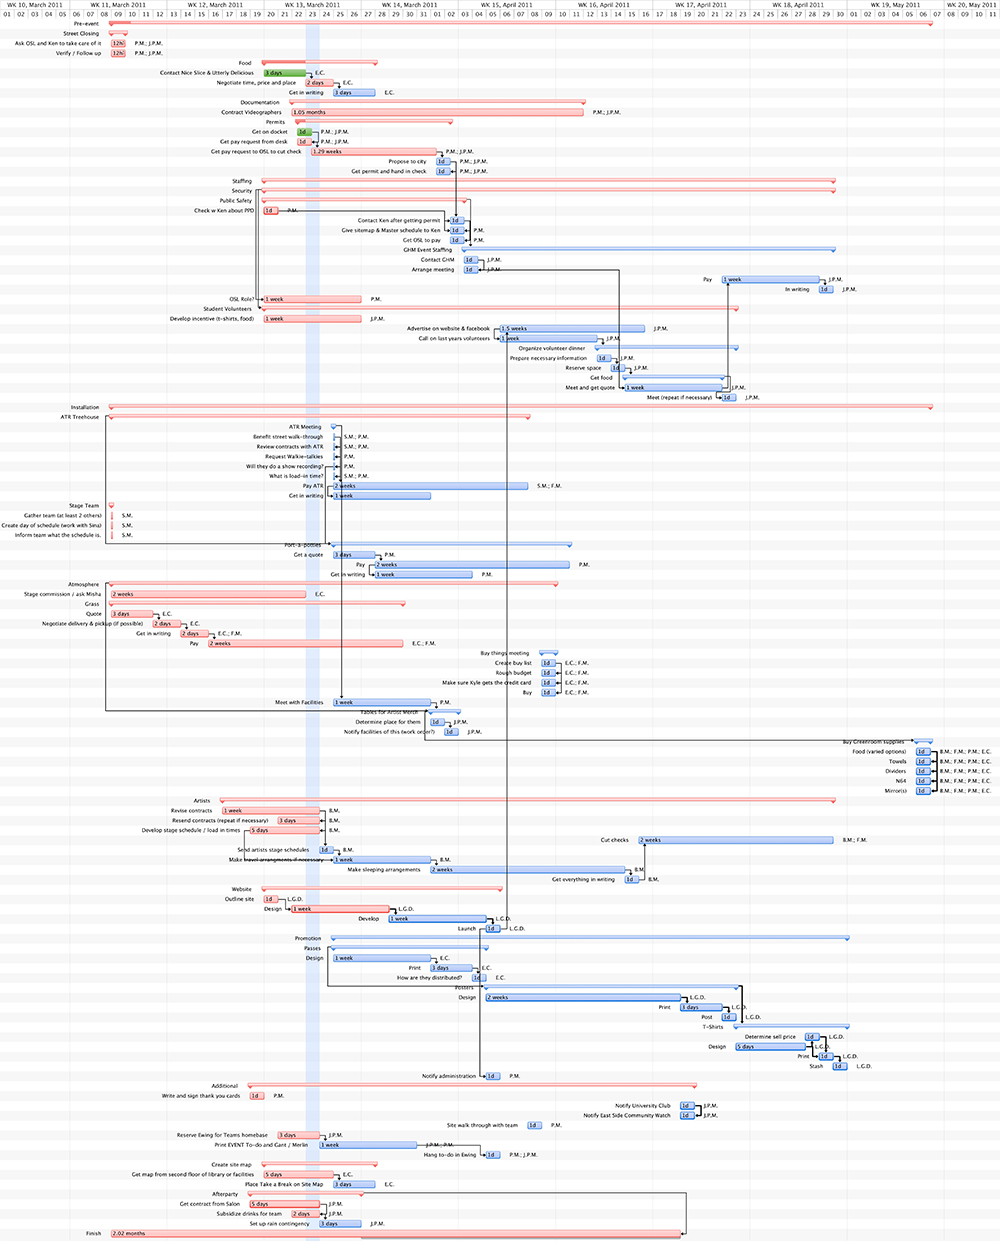 WK 10, March 2011 WK 11, March 2011 WK 12, March 2011 WK 13, March 2011 WK 14, March 2011 WK 15, April 2011 WK 16, April 2011 WK 17, April 2011 WK 18, April 2011 WK 19, May 2011 WK 20, May 2011
01 02 03 04 05 06 07 08 09 10 11 12 13 14 15 16 17 18 19 20 21 22 23 24 25 26 27 28 29 30 31 01 02 03 04 05 06 07 08 09 10 11 12 13 14 15 16 17 18 19 20 21 22 23 24 25 26 27 28 29 30 01 02 03 04 05 06 07 08 09 10 11
Pre-event
Street Closing
Ask OSL and Ken to take care of it 12h P.M.; J.P.M.
Verify / Follow up 12h P.M.; J.P.M.
Food
Contact Nice Slice & Utterly Delicious 3 days E.C.
Negotiate time, price and place 2 days E.C.
Get in writing 3 days E.C.
Documentation
Contract Videographers 1.05 months P.M.; J.P.M.
Permits
Get on docket 1d P.M.; J.P.M.
Get pay request from desk 1d P.M.; J.P.M.
Get pay request to OSL to cut check 1.29 weeks P.M.; J.P.M.
Propose to city 1d P.M.; J.P.M.
Get permit and hand in check 1d P.M.; J.P.M.
Staffing
Security
Public Safety
Check w Ken about PPD 1d P.M.
Contact Ken after getting permit 1d
Give sitemap & Master schedule to Ken 1d P.M.
Get OSL to pay 1d P.M.
GHM Event Staffing
Contact GHM 1d J.P.M.
Arrange meeting 1d J.P.M.
Pay 1 week J.P.M.
In writing 1d J.P.M.
OSL Role? 1 week P.M.
Student Volunteers
Develop incentive (t-shirts, food) 1 week J.P.M.
Advertise on website & facebook 1.5 weeks J.P.M.
Call on last years volunteers 1 week J.P.M.
Organize volunteer dinner
Prepare necessary information 1d J.P.M.
Reserve space 1d J.P.M.
Get food
Meet and get quote 1 week J.P.M.
Meet (repeat if necessary) 1d J.P.M.
Installation
ATR Treehouse
ATR Meeting
Benefit street walk-through S.M.; P.M.
Review contracts with ATR S.M.; P.M.
Request Walkie-talkies P.M.
Will they do a show recording? P.M.
What is load-in time? S.M.; P.M.
Pay ATR 2 weeks S.M.; F.M.
Get in writing 1 week
Stage Team
Gather team (at least 2 others) S.M.
Create day of schedule (work with Sina) S.M.
Inform team what the schedule is. S.M.
Port-a-potties
Get a quote 3 days P.M.
Pay 2 weeks P.M.
Get in writing 1 week P.M.
Atmosphere
Stage commission / ask Misha 2 weeks E.C.
Grass
Quote 3 days E.C.
Negotiate delivery & pickup (if possible) 2 days E.C.
Get in writing 2 days E.C.; F.M.
Pay 2 weeks E.C.; F.M.
Buy things meeting
Create buy list 1d E.C.; F.M.
Rough budget 1d E.C.; F.M.
Make sure Kyle gets the credit card 1d E.C.; F.M.
Buy 1d E.C.; F.M.
Meet with Facilities 1 week P.M.
Tables for Artist Merch
Determine place for them 1d J.P.M.
Notify facilities of this (work order?) 1d J.P.M.
Buy Greenroom supplies
Food (varied options) 1d B.M.; F.M.; P.M.; E.C.
Towels 1d B.M.; F.M.; P.M.; E.C.
Dividers 1d B.M.; F.M.; P.M.; E.C.
N64 1d B.M.; F.M.; P.M.; E.C.
Mirror(s) 1d B.M.; F.M.; P.M.; E.C.
Artists
Revise contracts 1 week B.M.
Resend contracts (repeat if necessary) 3 days B.M.
Develop stage schedule / load in times 5 days B.M.
Cut checks 2 weeks B.M.; F.M.
Send artists stage schedules 1d B.M.
Make travel arrangments if necessary 1 week B.M.
Make sleeping arrangements 2 weeks B.M.
Get everything in writing 1d B.M.
Website
Outline site 1d L.G.D.
Design 1 week L.G.D.
Develop 1 week L.G.D.
Launch 1d L.G.D.
Promotion
Passes
Design 1 week E.C.
Print 3 days E.C.
How are they distributed? 1d E.C.
Posters
Design 2 weeks L.G.D.
Print 3 days L.G.D.
Post 1d L.G.D.
T-Shirts
Determine sell price 1d L.G.D.
Design 5 days L.G.D.
Print 1d L.G.D.
Stash 1d L.G.D.
Notify administration 1d P.M.
Additional
Write and sign thank you cards 1d P.M.
Notify University Club 1d J.P.M.
Notify East Side Community Watch 1d J.P.M.
Site walk through with team 1d P.M.
Reserve Ewing for Teams homebase 3 days J.P.M.
Print EVENT To-do and Gant / Merlin 1 week J.P.M.; P.M.
Hang to-do in Ewing 1d P.M.; J.P.M.
Create site map
Get map from second floor of library or facilities 5 days E.C.
Place Take a Break on Site Map 3 days E.C.
Afterparty
Get contract from Salon 5 days J.P.M.
Subsidize drinks for team 2 days J.P.M.
Set up rain contingency 3 days J.P.M.
Finish 2.02 months